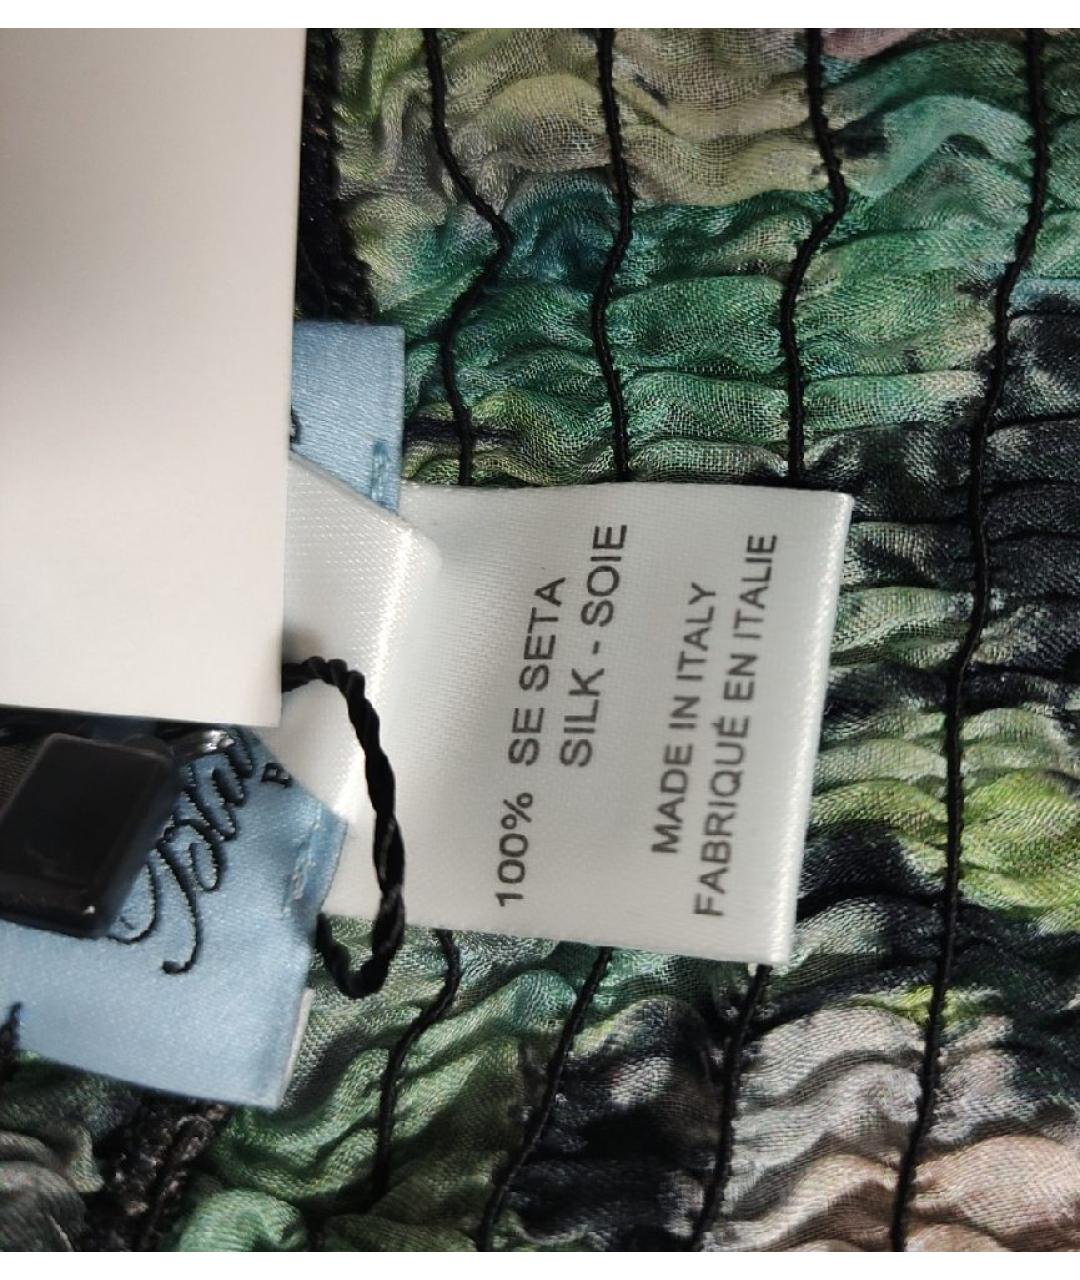 100% SE SETA
SILK - SOIE
MADE IN ITALY
FABRIQUÉ EN ITALIE